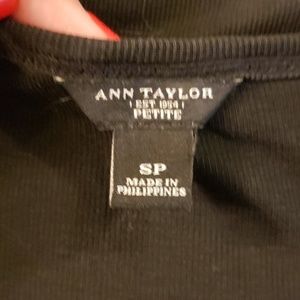 ANN TAYLOR
EST 1954
PETITE
SP
MADE IN
PHILIPPINES